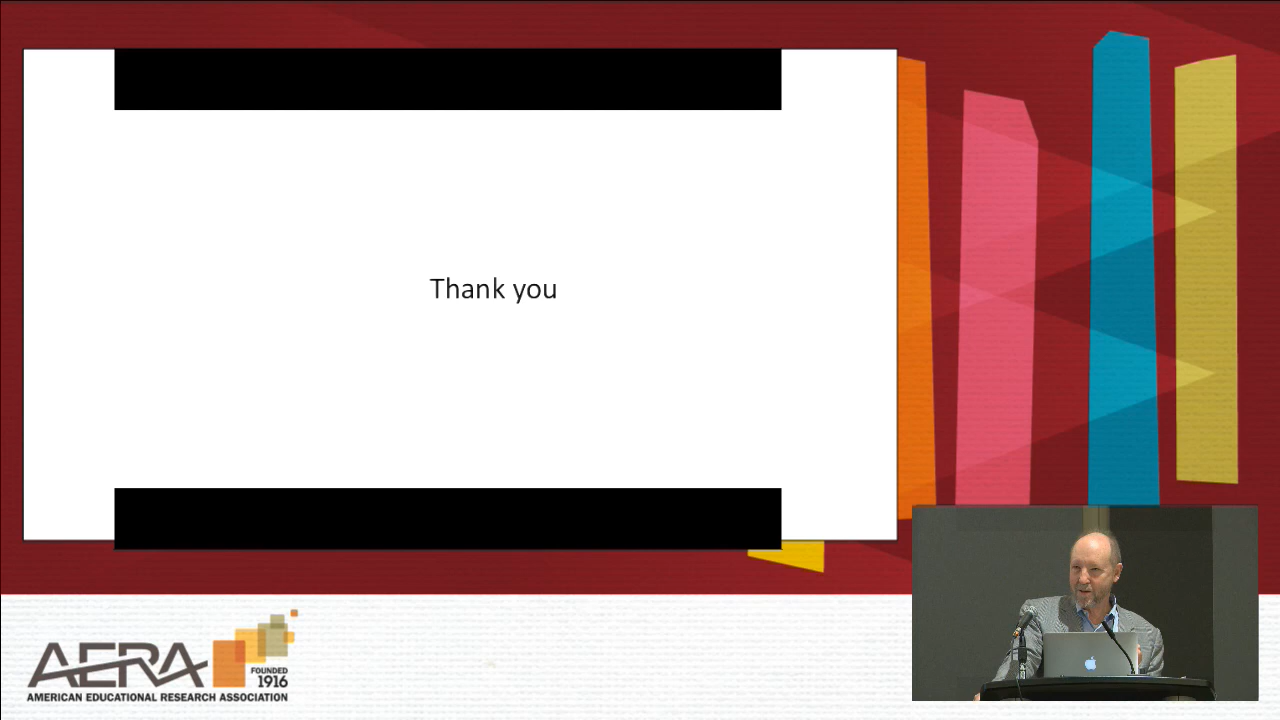 Thank you
AERA
FOUNDED
1916
AMERICAN EDUCATIONAL RESEARCH ASSOCIATION